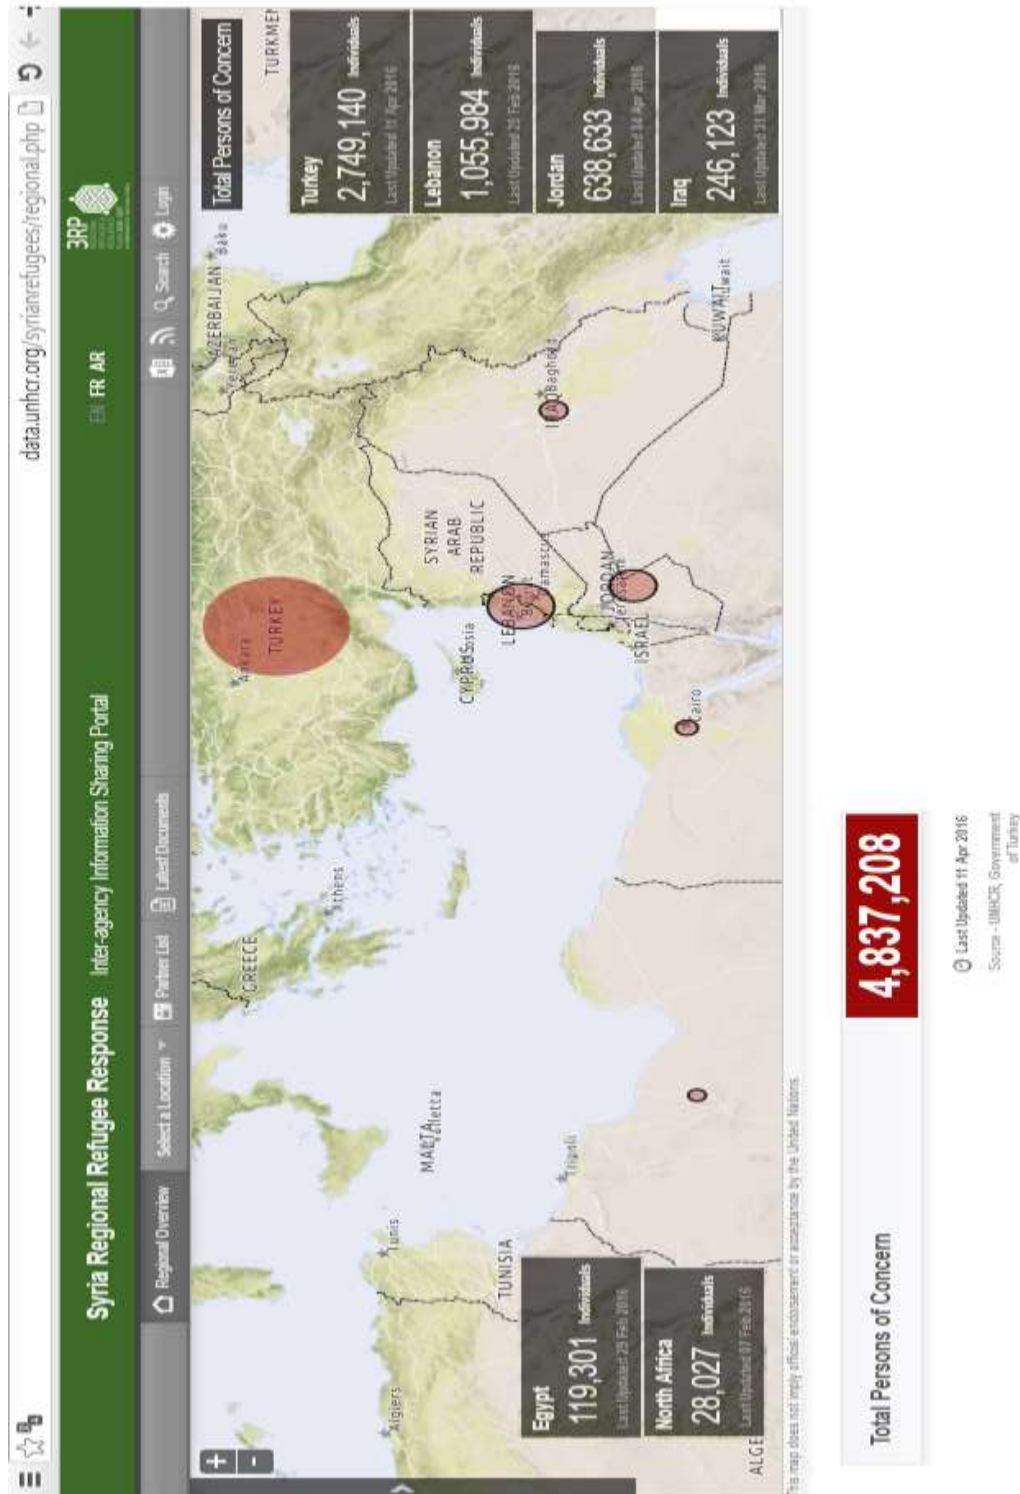 data.unhcr.org/syrianrefugees/regional.php
Syria Regional Refugee Response Inter-agency Information Sharing Portal
EN FR AR
3RP
Regional Overview
Select a Location
Partner List
Latest Documents
Search
Login
Total Persons of Concern
TURKMEN
Turkey
2,749,140 Individuals
Last Updated 11 Apr 2016
Lebanon
1,055,984 Individuals
Last Updated 29 Feb 2016
Jordan
638,633 Individuals
Last Updated 04 Apr 2016
Iraq
246,123 Individuals
Last Updated 31 Mar 2016
Egypt
119,301 Individuals
Last Updated 29 Feb 2016
North Africa
28,027 Individuals
Last Updated 07 Feb 2016
AZERBAIJAN
Baku
Yerevan
TURKEY
Ankara
GREECE
Athens
SYRIAN
ARAB
REPUBLIC
Damascus
CYPRUS
LEBANON
IRAQ
Baghdad
JORDAN
Jerusalem
ISRAEL
KUWAIT
Kuwait
Cairo
MALTA
Valletta
Tripoli
Tunis
TUNISIA
Algiers
ALGE
This map does not imply official endorsement or acceptance by the United Nations.
Total Persons of Concern
4,837,208
Last Updated 11 Apr 2016
Source - UNHCR, Government
of Turkey